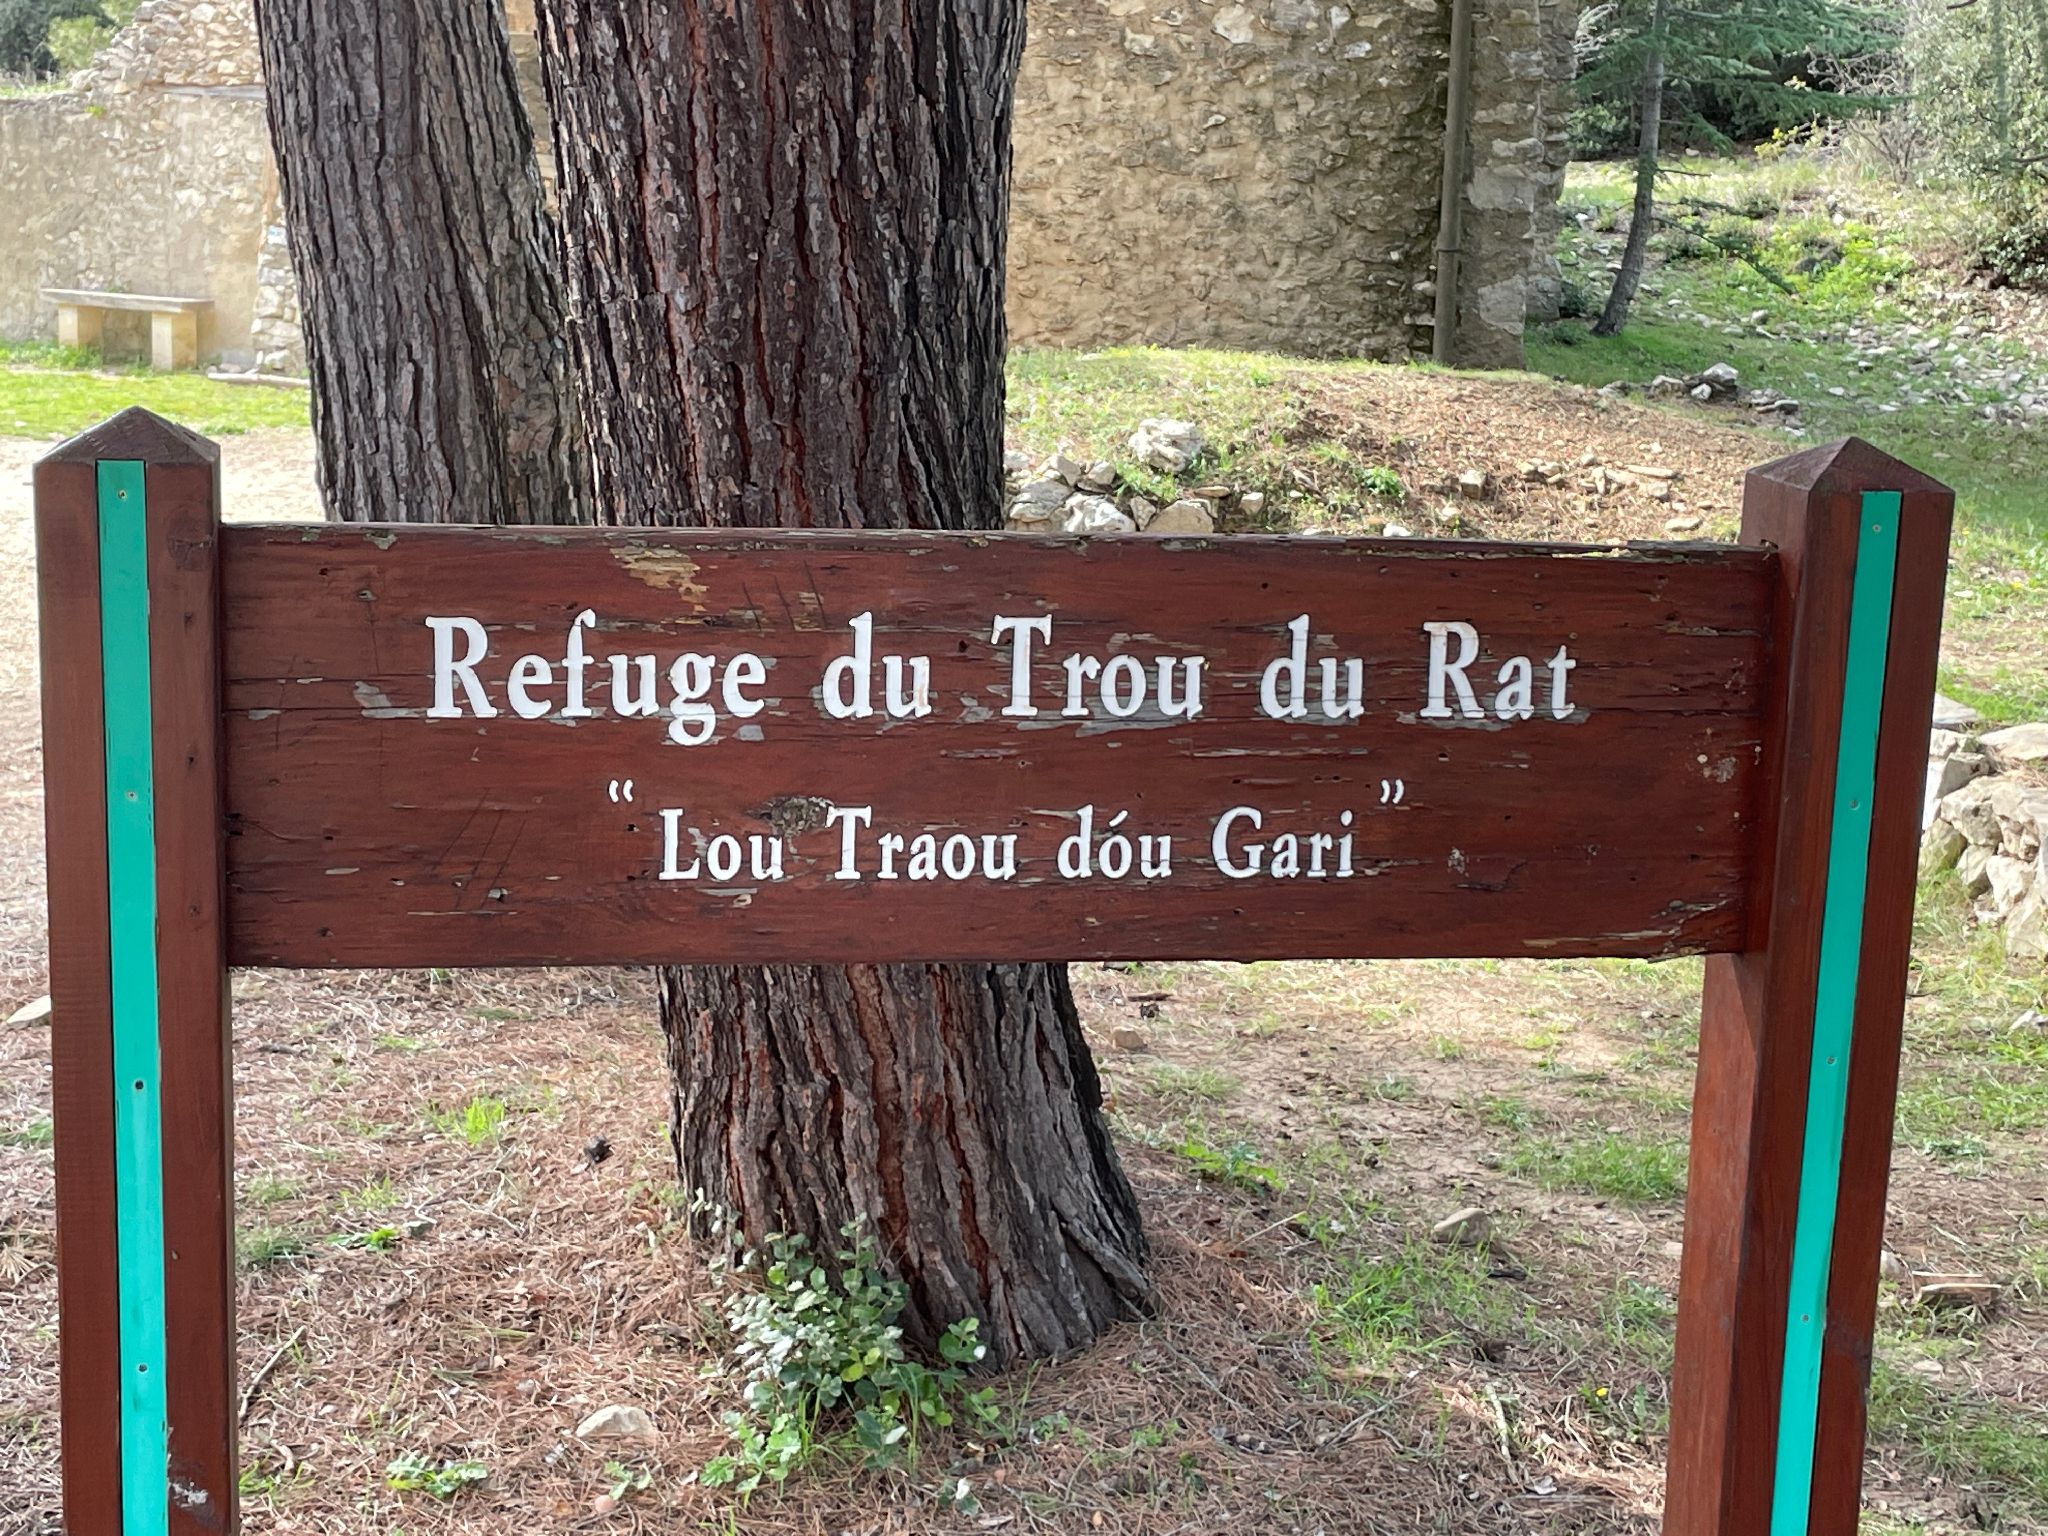 Refuge du Trou du Rat
“Lou Traou dóu Gari”